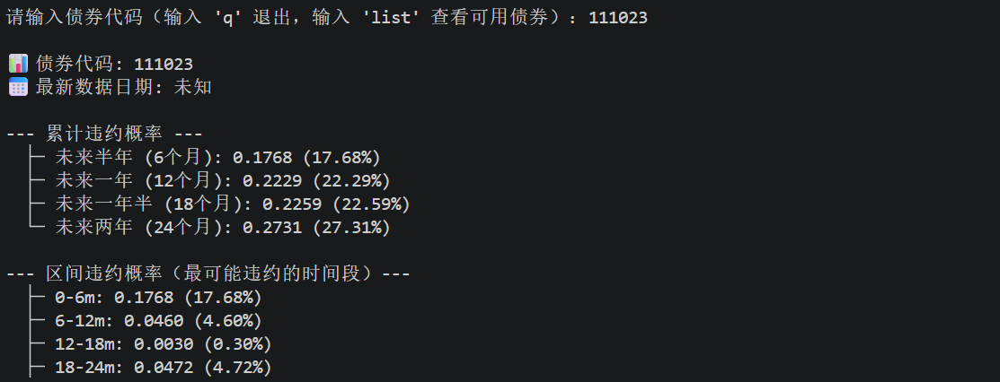 请输入债券代码（输入 'q' 退出，输入 'list' 查看可用债券）：111023
📊 债券代码: 111023
📅 最新数据日期: 未知
--- 累计违约概率 ---
├─ 未来半年 (6个月): 0.1768 (17.68%)
├─ 未来一年 (12个月): 0.2229 (22.29%)
├─ 未来一年半 (18个月): 0.2259 (22.59%)
└─ 未来两年 (24个月): 0.2731 (27.31%)
--- 区间违约概率（最可能违约的时间段）---
├─ 0-6m: 0.1768 (17.68%)
├─ 6-12m: 0.0460 (4.60%)
├─ 12-18m: 0.0030 (0.30%)
├─ 18-24m: 0.0472 (4.72%)